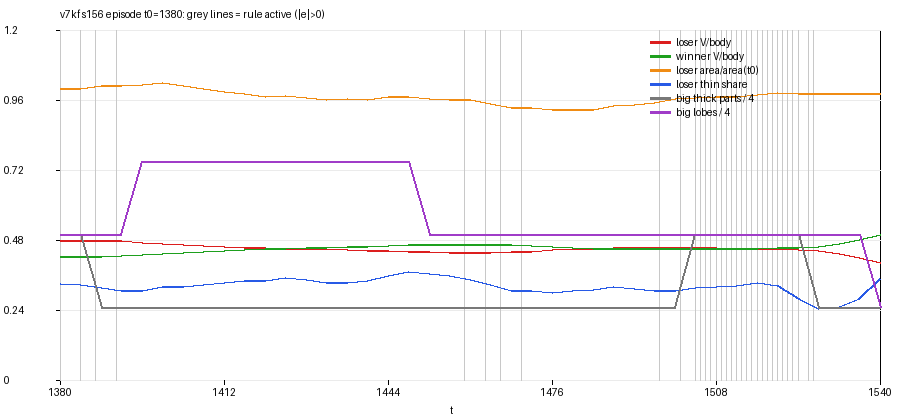 v7kf s156 episode t0=1380: grey lines = rule active (|e|>0)
1.2
loser V/body
winner V/body
loser area/area(t0)
loser thin share
big thick parts / 4
big lobes / 4
0.96
0.72
0.48
0.24
0
1380 1412 1444 1476 1508 1540
t